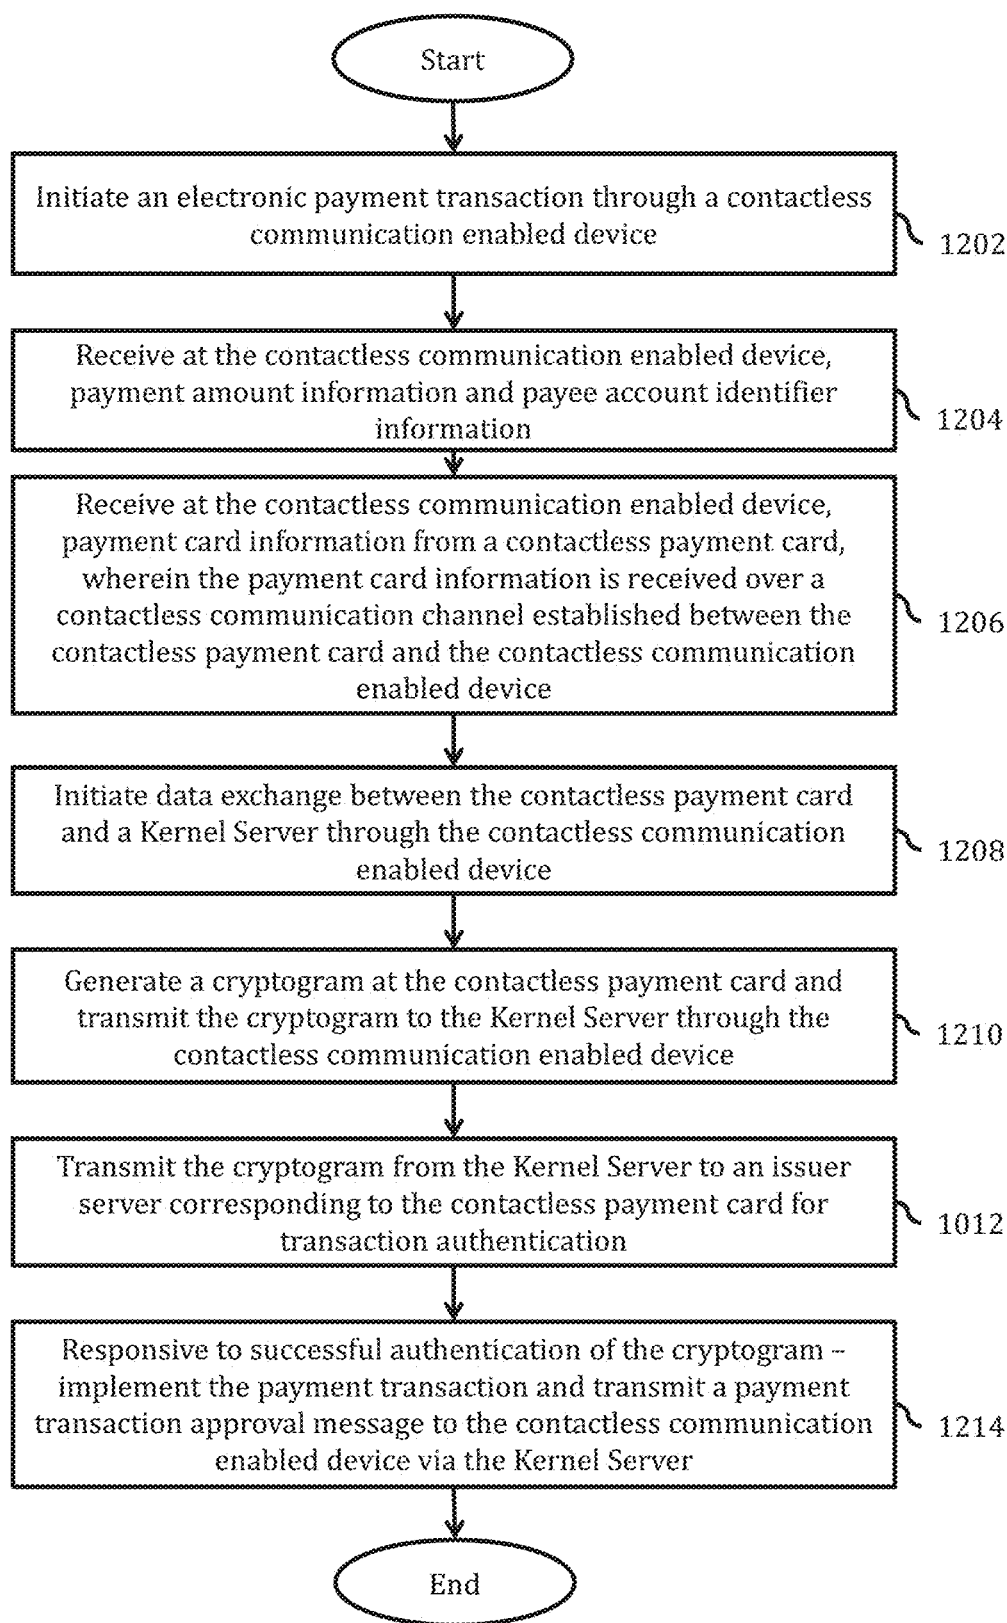 Start
Initiate an electronic payment transaction through a contactless
communication enabled device
1202
Receive at the contactless communication enabled device,
payment amount information and payee account identifier
information
1204
Receive at the contactless communication enabled device,
payment card information from a contactless payment card,
wherein the payment card information is received over a
contactless communication channel established between the
contactless payment card and the contactless communication
enabled device
1206
Initiate data exchange between the contactless payment card
and a Kernel Server through the contactless communication
enabled device
1208
Generate a cryptogram at the contactless payment card and
transmit the cryptogram to the Kernel Server through the
contactless communication enabled device
1210
Transmit the cryptogram from the Kernel Server to an issuer
server corresponding to the contactless payment card for
transaction authentication
1012
Responsive to successful authentication of the cryptogram –
implement the payment transaction and transmit a payment
transaction approval message to the contactless communication
enabled device via the Kernel Server
1214
End